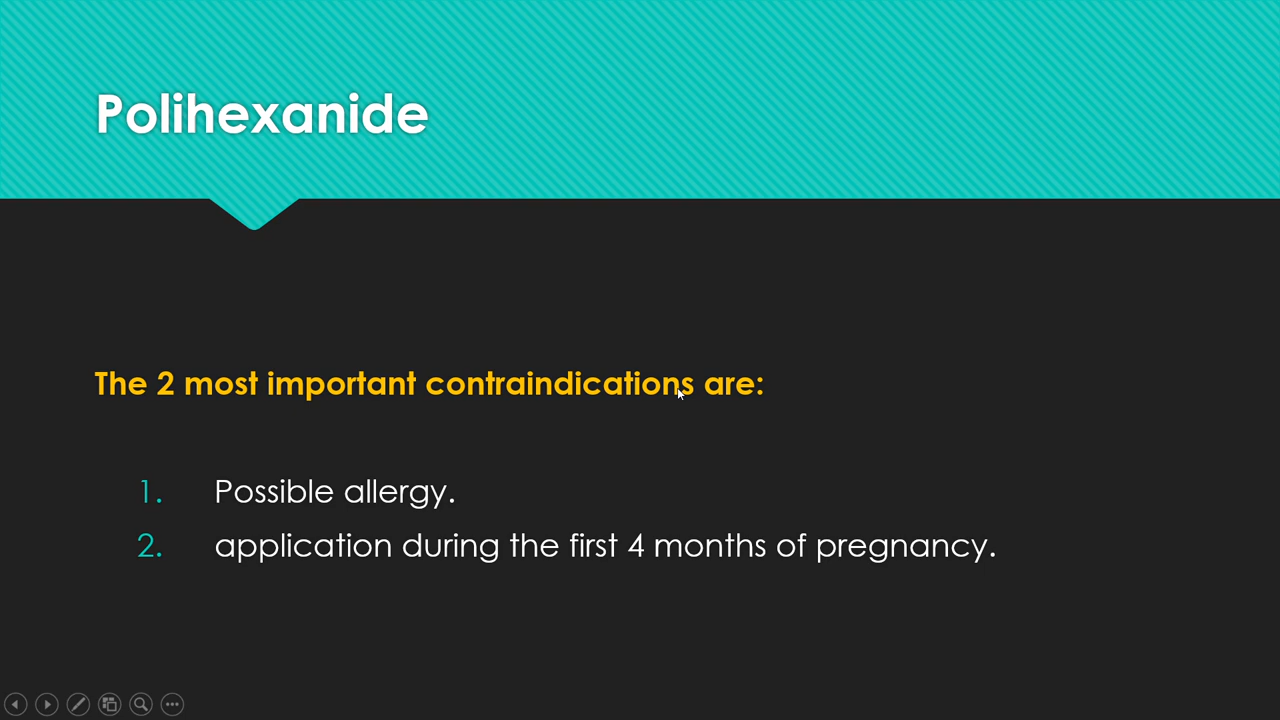 Polihexanide
The 2 most important contraindications are:
1. Possible allergy.
2. application during the first 4 months of pregnancy.